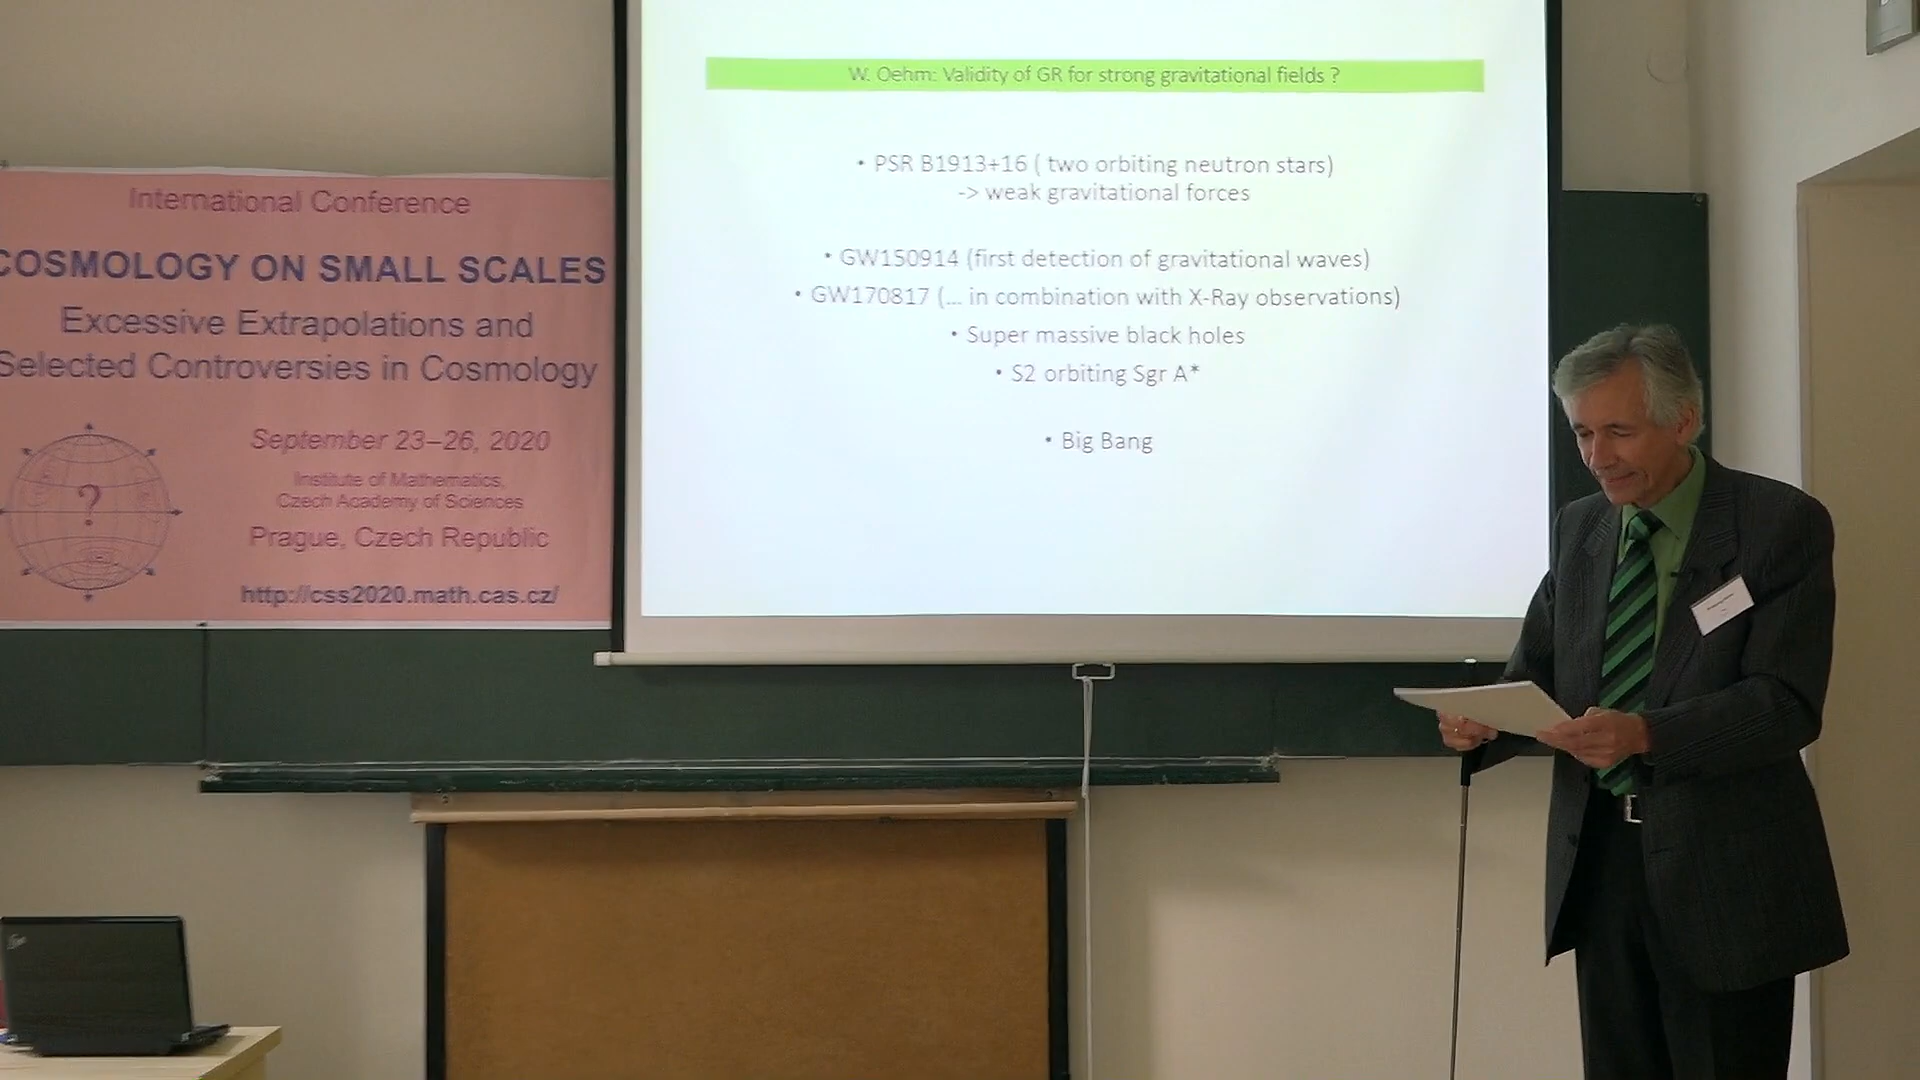 International Conference
COSMOLOGY ON SMALL SCALES
Excessive Extrapolations and
Selected Controversies in Cosmology
?
September 23–26, 2020
Institute of Mathematics,
Czech Academy of Sciences
Prague, Czech Republic
http://css2020.math.cas.cz/
W. Oehm: Validity of GR for strong gravitational fields ?
• PSR B1913+16 ( two orbiting neutron stars)
-> weak gravitational forces
• GW150914 (first detection of gravitational waves)
• GW170817 (... in combination with X-Ray observations)
• Super massive black holes
• S2 orbiting Sgr A*
• Big Bang